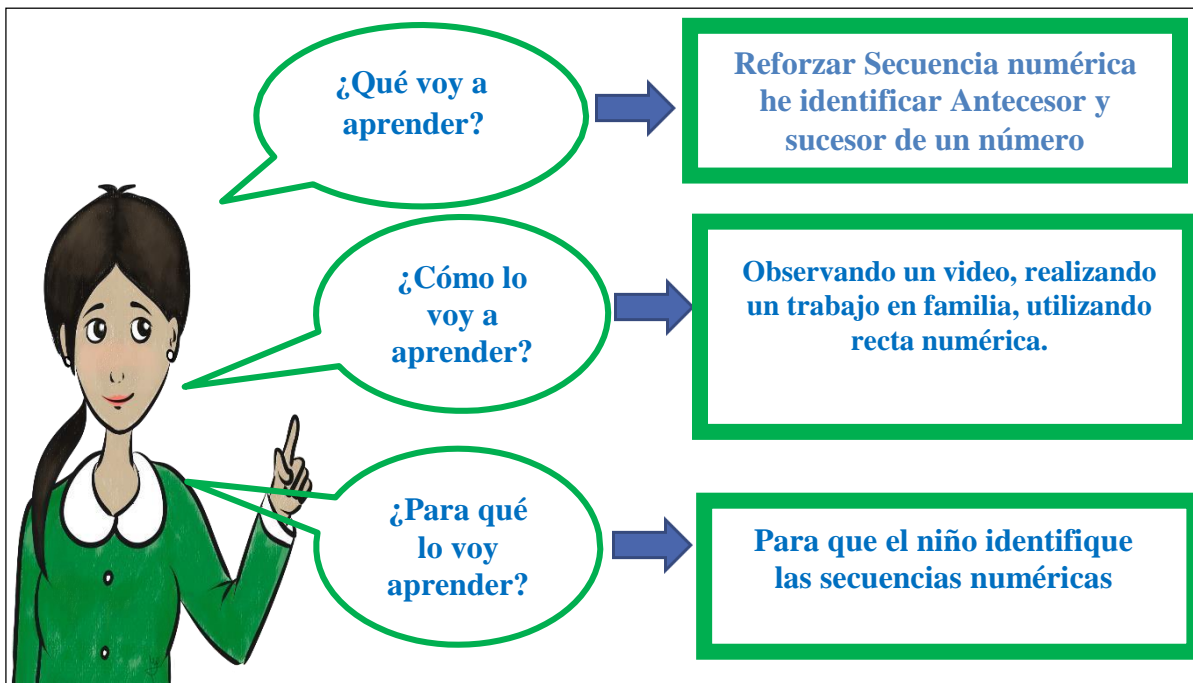 ¿Qué voy a
aprender?
Reforzar Secuencia numérica
he identificar Antecesor y
sucesor de un número
¿Cómo lo
voy a
aprender?
Observando un video, realizando
un trabajo en familia, utilizando
recta numérica.
¿Para qué
lo voy
aprender?
Para que el niño identifique
las secuencias numéricas